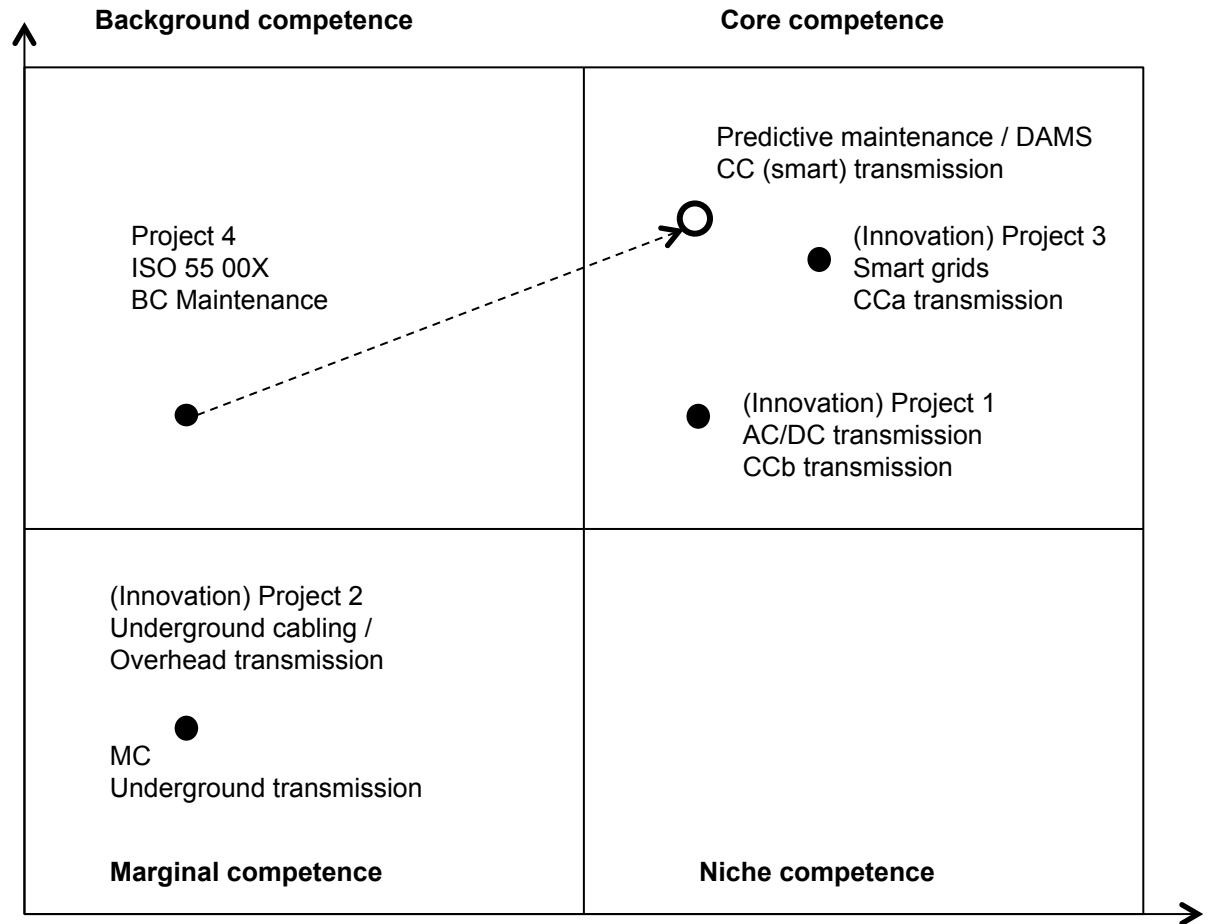 Background competence
Core competence
Predictive maintenance / DAMS
CC (smart) transmission
Project 4
ISO 55 00X
BC Maintenance
(Innovation) Project 3
Smart grids
CCa transmission
(Innovation) Project 1
AC/DC transmission
CCb transmission
(Innovation) Project 2
Underground cabling /
Overhead transmission
MC
Underground transmission
Marginal competence
Niche competence